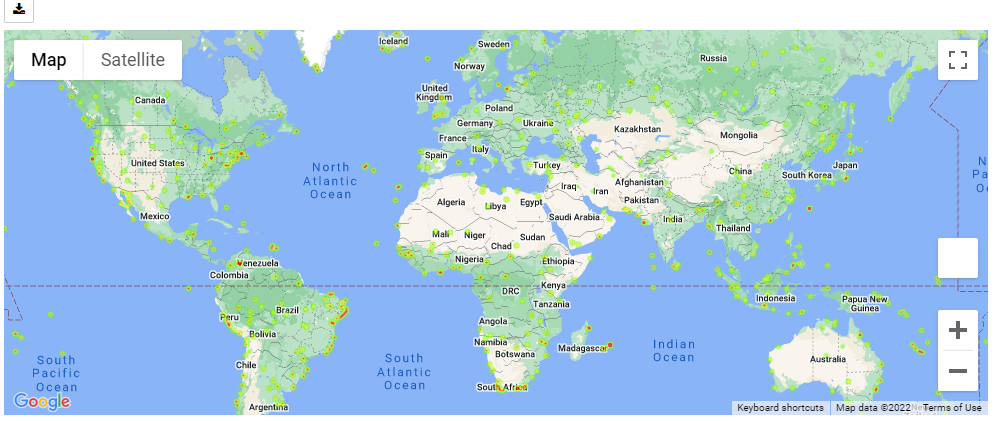 Map
Satellite
Iceland
Sweden
Norway
Russia
Canada
United
Kingdom
Poland
Germany
Ukraine
France
Italy
Kazakhstan
Mongolia
United States
North
Atlantic
Ocean
Spain
Turkey
Iraq
Iran
Afghanistan
Pakistan
China
South Korea
Japan
Algeria
Libya
Egypt
Saudi Arabia
India
Mexico
Mali
Niger
Chad
Sudan
Thailand
Nigeria
Ethiopia
Venezuela
Colombia
Kenya
DRC
Tanzania
Indonesia
Papua New
Guinea
Brazil
Peru
Bolivia
Angola
Namibia
Botswana
Madagascar
Indian
Ocean
Australia
South
Pacific
Ocean
Chile
South
Atlantic
Ocean
South Africa
Argentina
Google
Keyboard shortcuts
Map data ©2022
Terms of Use